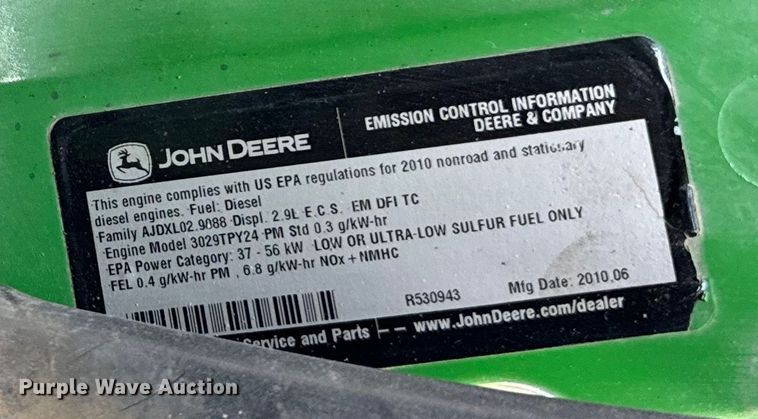 JOHN DEERE
EMISSION CONTROL INFORMATION
DEERE & COMPANY
This engine complies with US EPA regulations for 2010 nonroad and stationary
diesel engines. Fuel: Diesel
Family AJDXL02.9088 Displ. 2.9L E.C.S. EM DFI TC
Engine Model 3029TPY24 PM Std 0.3 g/kW-hr
EPA Power Category: 37 - 56 kW LOW OR ULTRA-LOW SULFUR FUEL ONLY
FEL 0.4 g/kW-hr PM , 6.8 g/kW-hr NOx + NMHC
R530943 Mfg Date: 2010.06
Service and Parts - www.JohnDeere.com/dealer
Purple Wave Auction